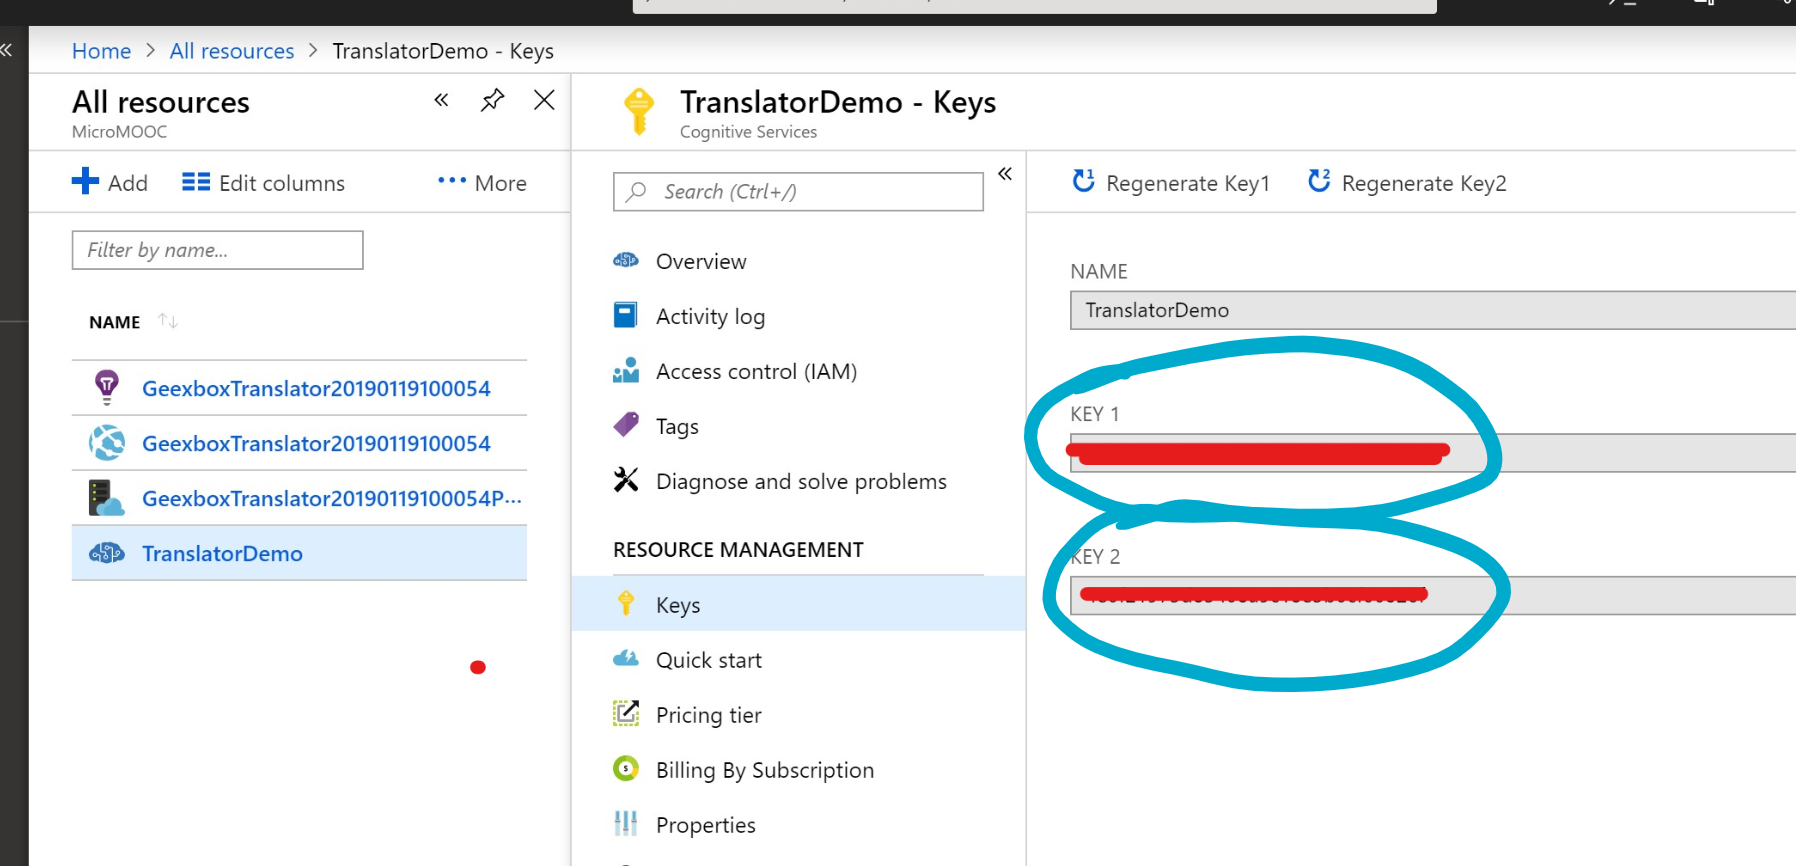 Home > All resources > TranslatorDemo - Keys
All resources
MicroMOOC
Add
Edit columns
More
Filter by name...
NAME
GeexboxTranslator20190119100054
GeexboxTranslator20190119100054
GeexboxTranslator20190119100054P...
TranslatorDemo
TranslatorDemo - Keys
Cognitive Services
Search (Ctrl+/)
Overview
Activity log
Access control (IAM)
Tags
Diagnose and solve problems
RESOURCE MANAGEMENT
Keys
Quick start
Pricing tier
Billing By Subscription
Properties
1 Regenerate Key1
2 Regenerate Key2
NAME
TranslatorDemo
KEY 1
KEY 2